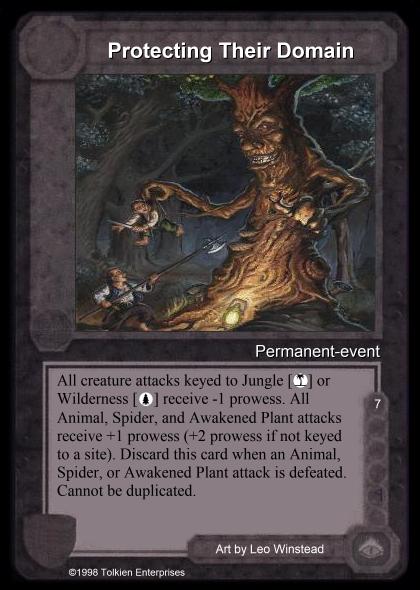 Protecting Their Domain
Permanent-event
All creature attacks keyed to Jungle [ ] or
Wilderness [ ] receive -1 prowess. All
Animal, Spider, and Awakened Plant attacks
receive +1 prowess (+2 prowess if not keyed
to a site). Discard this card when an Animal,
Spider, or Awakened Plant attack is defeated.
Cannot be duplicated.
7
Art by Leo Winstead
©1998 Tolkien Enterprises